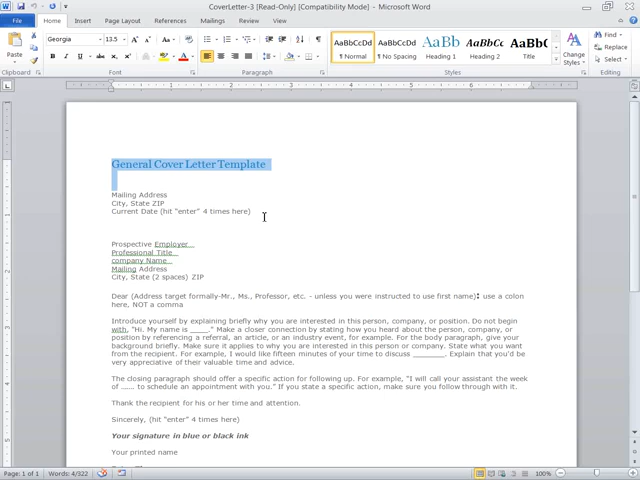 CoverLetter-3 [Read-Only] [Compatibility Mode] - Microsoft Word
File Home Insert Page Layout References Mailings Review View
Georgia 13.5
AaBbCcDd AaBbCcDd AaBb( AaBbCc AaBb(
Paste
¶ Normal ¶ No Spacing Heading 1 Heading 2 Title
Change Styles
Find
Replace
Select
Clipboard Font Paragraph Styles Editing
General Cover Letter Template
Mailing Address
City, State ZIP
Current Date (hit "enter" 4 times here)
Prospective Employer
Professional Title
company Name
Mailing Address
City, State (2 spaces) ZIP
Dear (Address target formally-Mr., Ms., Professor, etc. - unless you were instructed to use first name): use a colon
here, NOT a comma
Introduce yourself by explaining briefly why you are interested in this person, company, or position. Do not begin
with, "Hi. My name is ____." Make a closer connection by stating how you heard about the person, company, or
position by referencing a referral, an article, or an industry event, for example. For the body paragraph, give your
background briefly. Make sure it applies to why you are interested in this person or company. State what you want
from the recipient. For example, I would like fifteen minutes of your time to discuss _______. Explain that you'd be
very appreciative of their valuable time and advice.
The closing paragraph should offer a specific action for following up. For example, "I will call your assistant the week
of ...... to schedule an appointment with you." If you state a specific action, make sure you follow through with it.
Thank the recipient for his or her time and attention.
Sincerely, (hit "enter" 4 times here)
Your signature in blue or black ink
Your printed name
Page: 1 of 1 Words: 4/322 100%